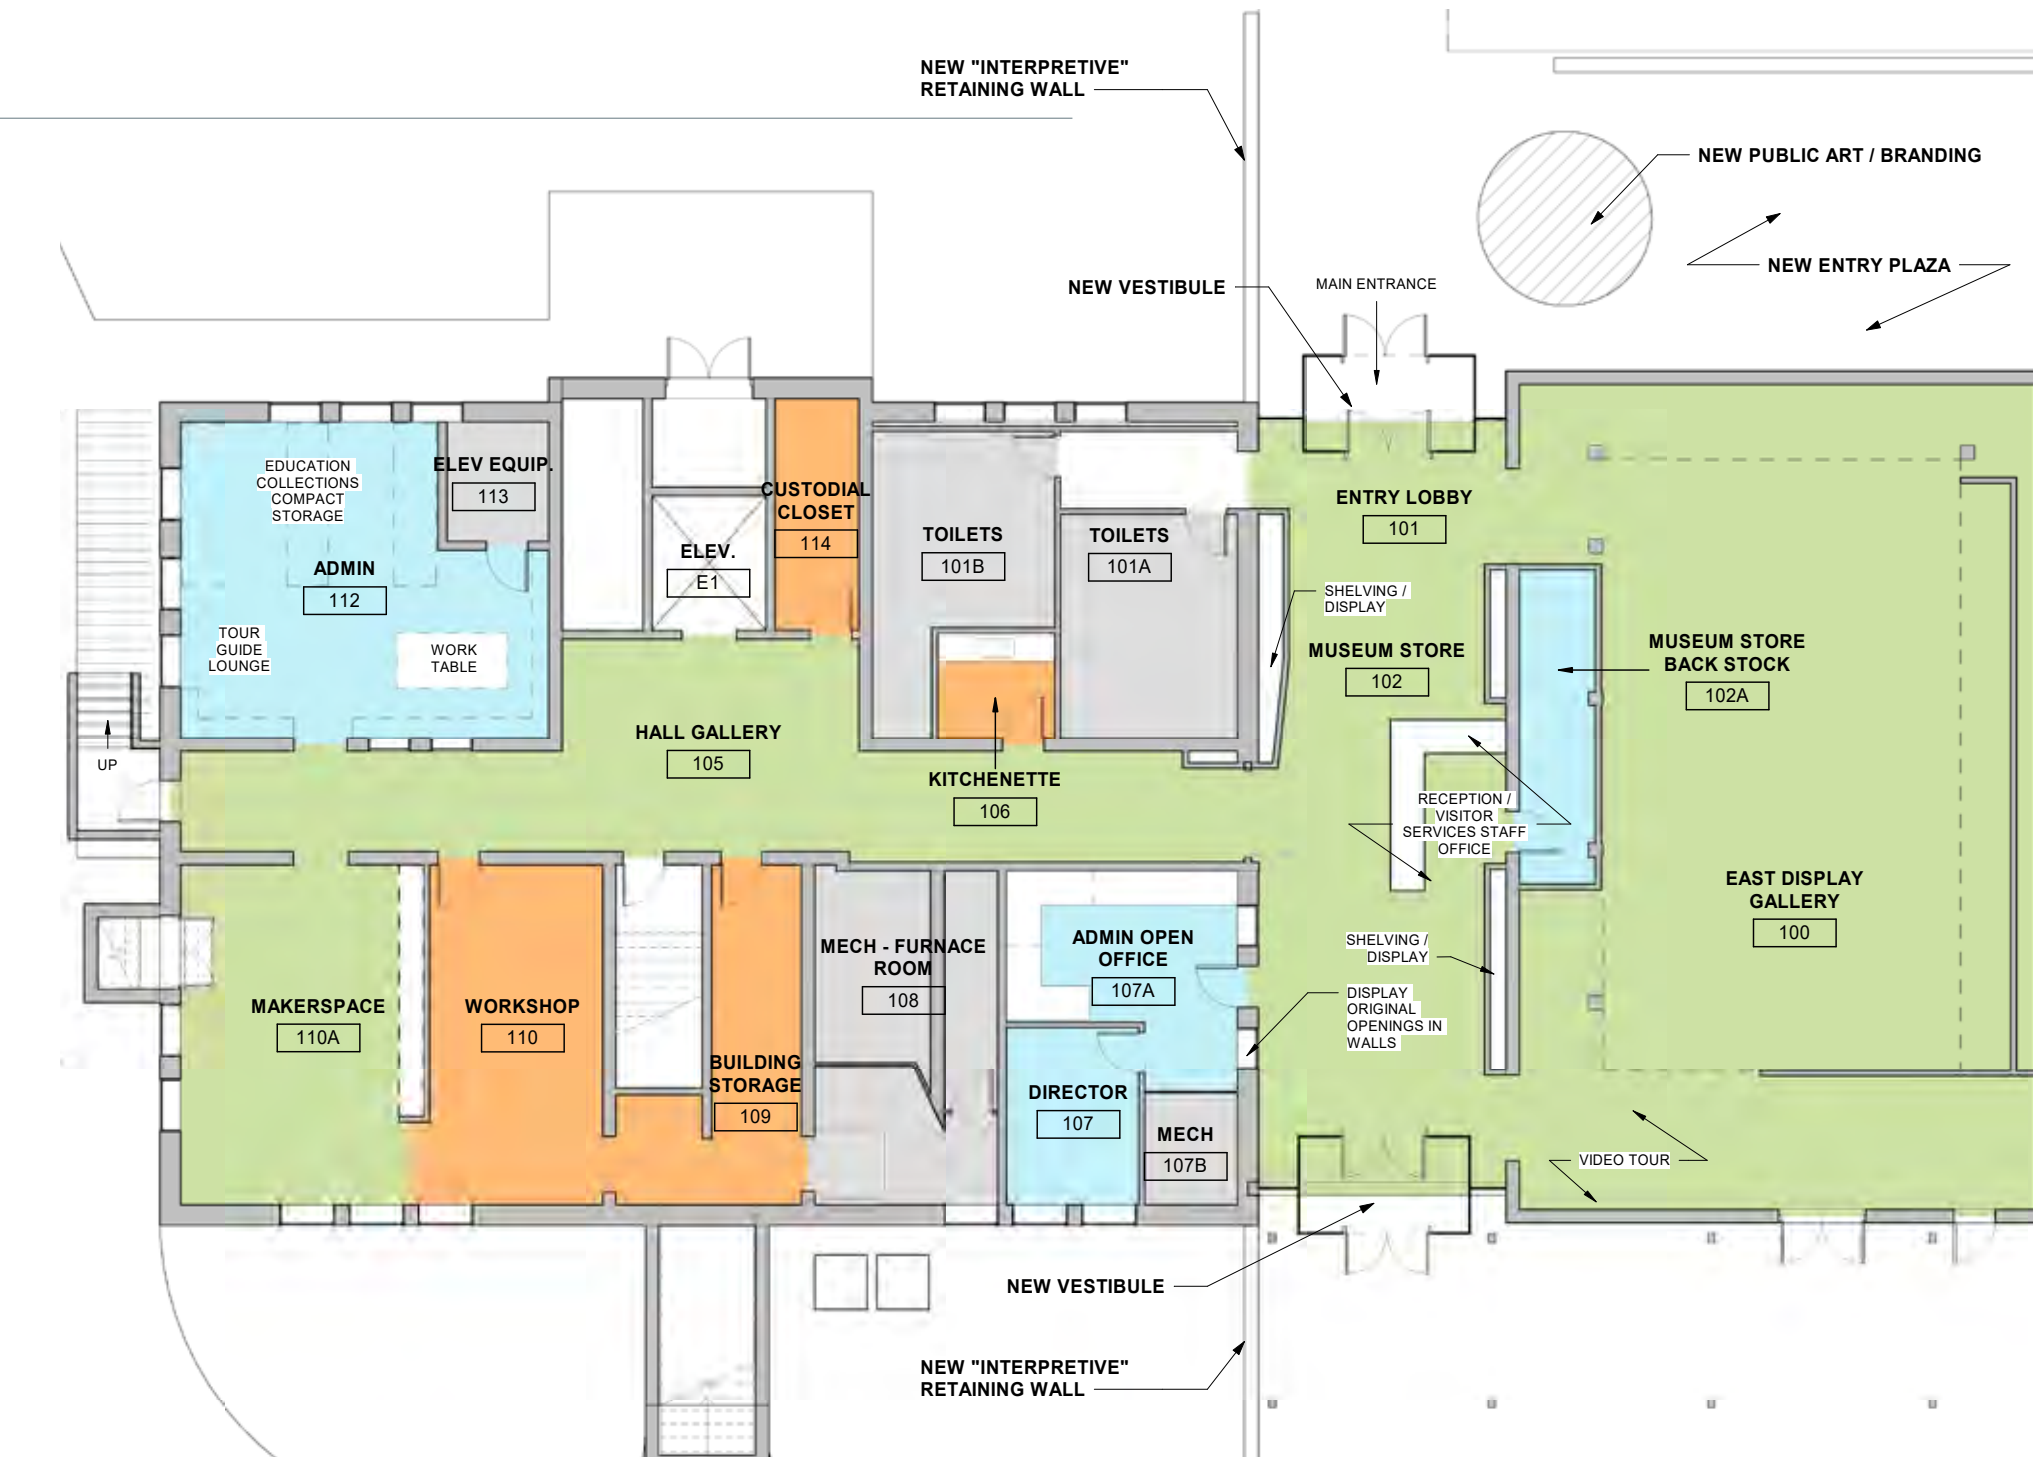 NEW "INTERPRETIVE"
RETAINING WALL
NEW PUBLIC ART / BRANDING
NEW ENTRY PLAZA
NEW VESTIBULE
MAIN ENTRANCE
EDUCATION
COLLECTIONS
COMPACT
STORAGE
ELEV EQUIP.
113
ADMIN
112
TOUR
GUIDE
LOUNGE
WORK
TABLE
ELEV.
E1
CUSTODIAL
CLOSET
114
TOILETS
101B
TOILETS
101A
ENTRY LOBBY
101
SHELVING /
DISPLAY
MUSEUM STORE
102
MUSEUM STORE
BACK STOCK
102A
UP
HALL GALLERY
105
KITCHENETTE
106
RECEPTION /
VISITOR
SERVICES STAFF
OFFICE
EAST DISPLAY
GALLERY
100
MAKERSPACE
110A
WORKSHOP
110
BUILDING
STORAGE
109
MECH - FURNACE
ROOM
108
ADMIN OPEN
OFFICE
107A
SHELVING /
DISPLAY
DISPLAY
ORIGINAL
OPENINGS IN
WALLS
DIRECTOR
107
MECH
107B
VIDEO TOUR
NEW VESTIBULE
NEW "INTERPRETIVE"
RETAINING WALL